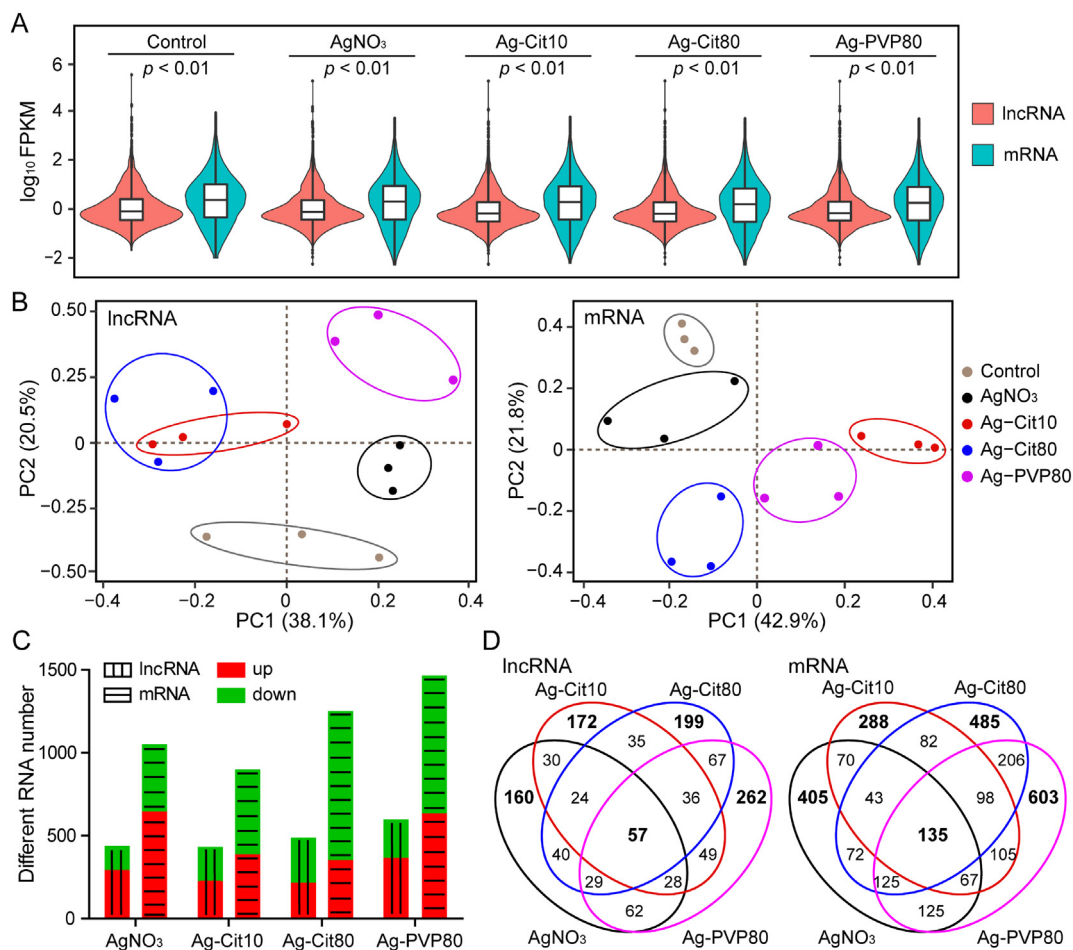 A
Control AgNO₃ Ag-Cit10 Ag-Cit80 Ag-PVP80
p < 0.01 p < 0.01 p < 0.01 p < 0.01 p < 0.01
log₁₀ FPKM
6
4
2
0
−2
lncRNA
mRNA
B
lncRNA
PC2 (20.5%)
0.50
0.25
0
−0.25
−0.50
−0.4 −0.2 0 0.2 0.4
PC1 (38.1%)
mRNA
PC2 (21.8%)
0.4
0.2
0
−0.2
−0.4
−0.4 −0.2 0 0.2 0.4
PC1 (42.9%)
Control
AgNO₃
Ag−Cit10
Ag−Cit80
Ag−PVP80
C
Different RNA number
1500
1000
500
0
lncRNA up
mRNA down
AgNO₃ Ag-Cit10 Ag-Cit80 Ag-PVP80
D
lncRNA
Ag-Cit10 Ag-Cit80
172 199
35
30 67
160 24 36 262
57
40 49
29 28
62
AgNO₃ Ag-PVP80
mRNA
Ag-Cit10 Ag-Cit80
288 485
82
70 206
405 43 98 603
135
72 105
125 67
125
AgNO₃ Ag-PVP80